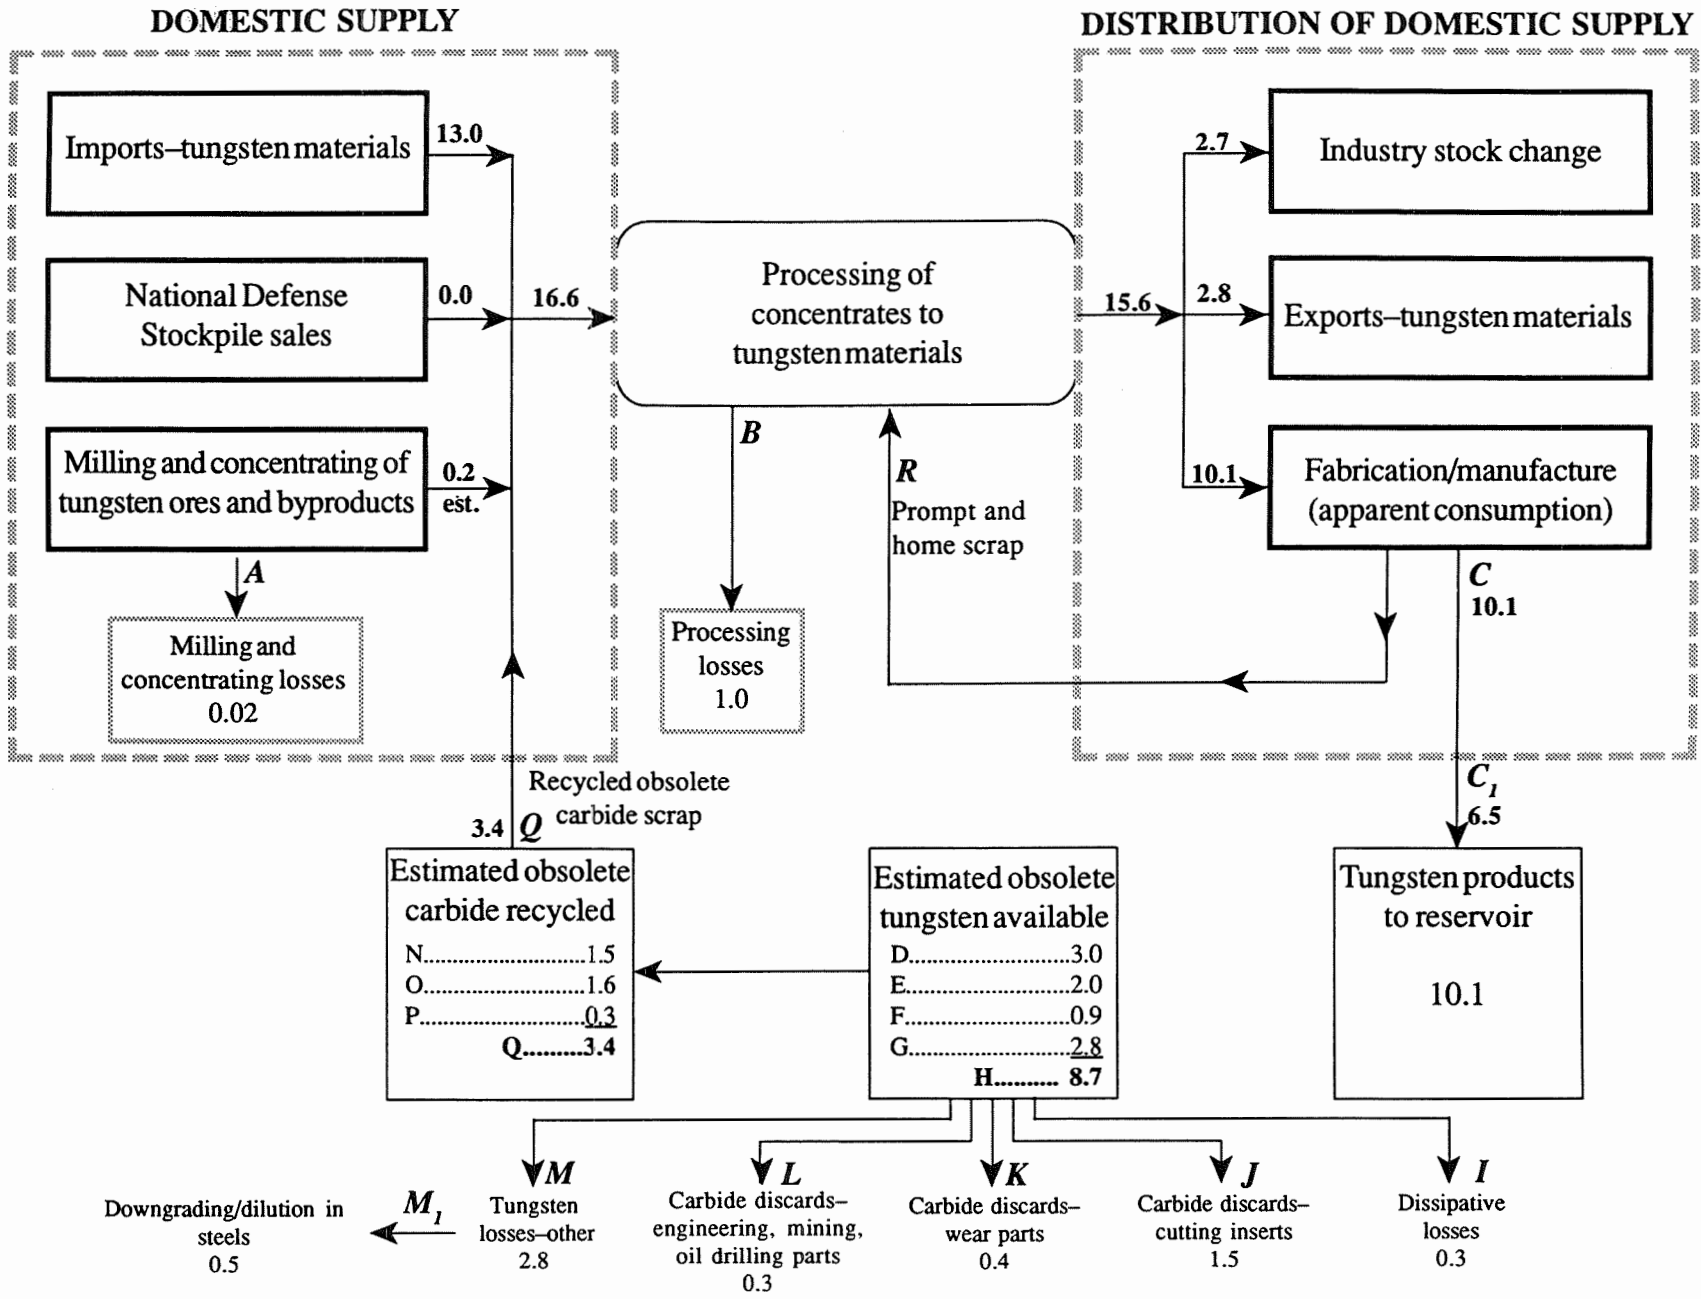 DOMESTIC SUPPLY
DISTRIBUTION OF DOMESTIC SUPPLY
Imports–tungsten materials
13.0
National Defense
Stockpile sales
0.0
16.6
Milling and concentrating of
tungsten ores and byproducts
0.2
est.
A
Milling and
concentrating losses
0.02
Processing of
concentrates to
tungsten materials
B
Processing
losses
1.0
R
Prompt and
home scrap
15.6
2.7
Industry stock change
2.8
Exports–tungsten materials
10.1
Fabrication/manufacture
(apparent consumption)
C
10.1
C1
6.5
Recycled obsolete
carbide scrap
3.4 Q
Estimated obsolete
carbide recycled
N..........................1.5
O..........................1.6
P..........................0.3
Q.........3.4
Estimated obsolete
tungsten available
D..........................3.0
E..........................2.0
F..........................0.9
G..........................2.8
H.......... 8.7
Tungsten products
to reservoir
10.1
Downgrading/dilution in
steels
0.5
M1
M
Tungsten
losses–other
2.8
L
Carbide discards–
engineering, mining,
oil drilling parts
0.3
K
Carbide discards–
wear parts
0.4
J
Carbide discards–
cutting inserts
1.5
I
Dissipative
losses
0.3